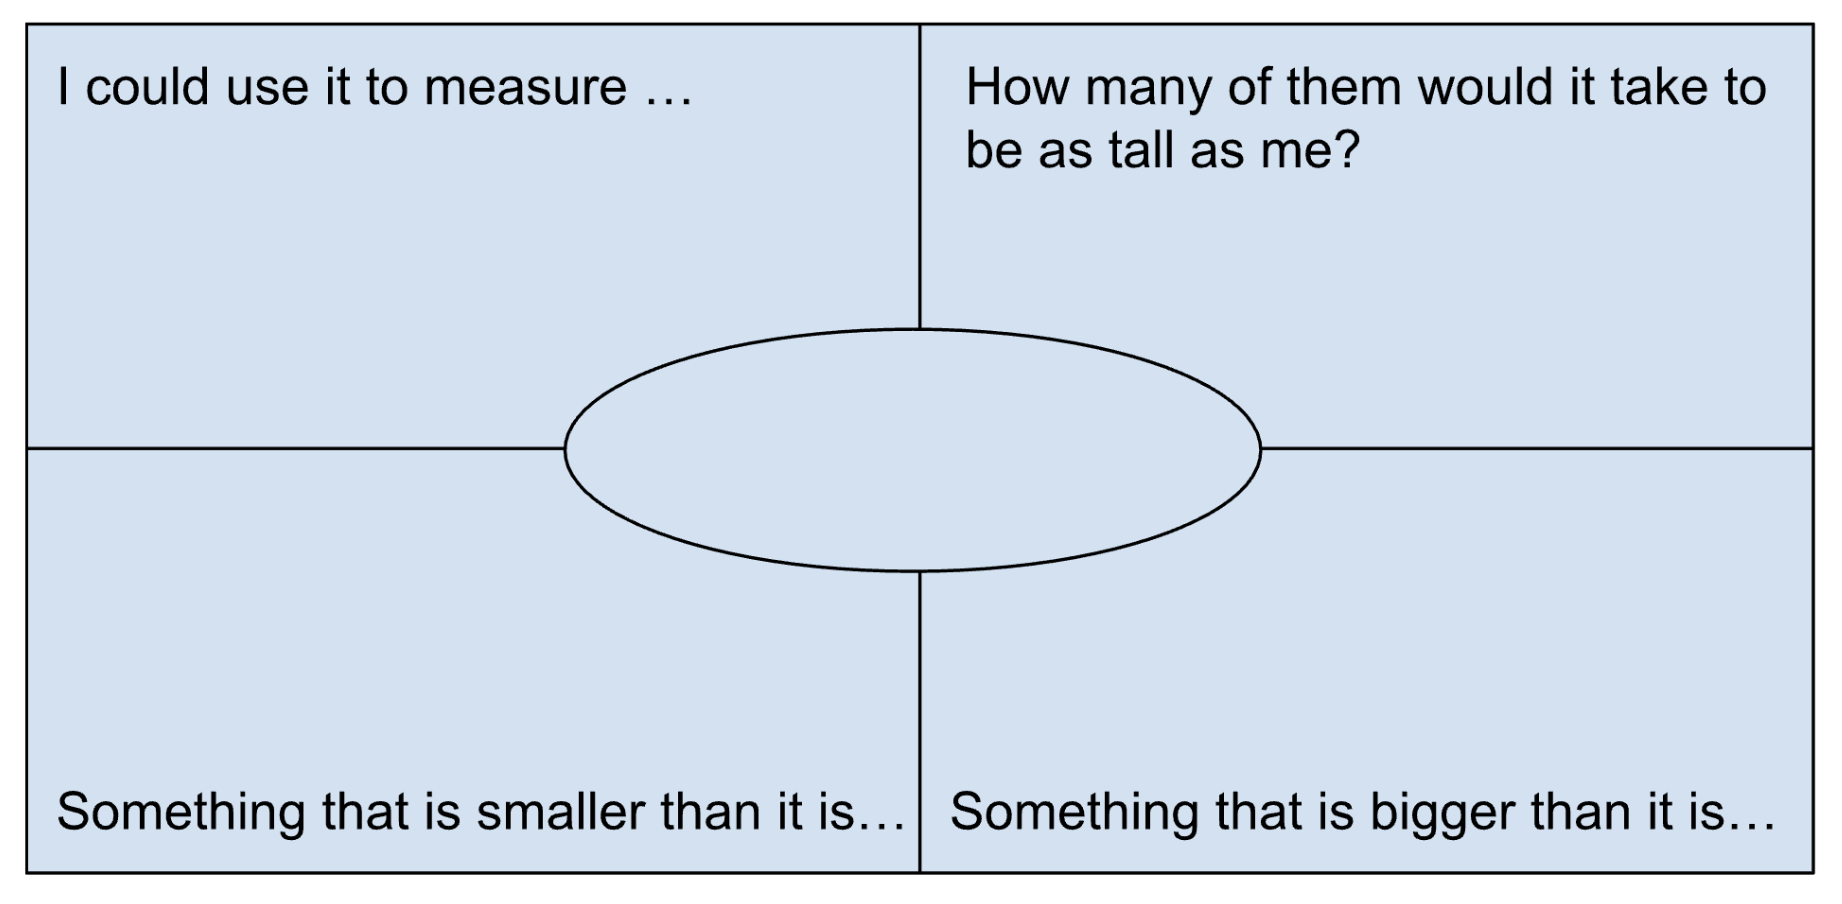 I could use it to measure …
How many of them would it take to
be as tall as me?
Something that is smaller than it is…
Something that is bigger than it is…